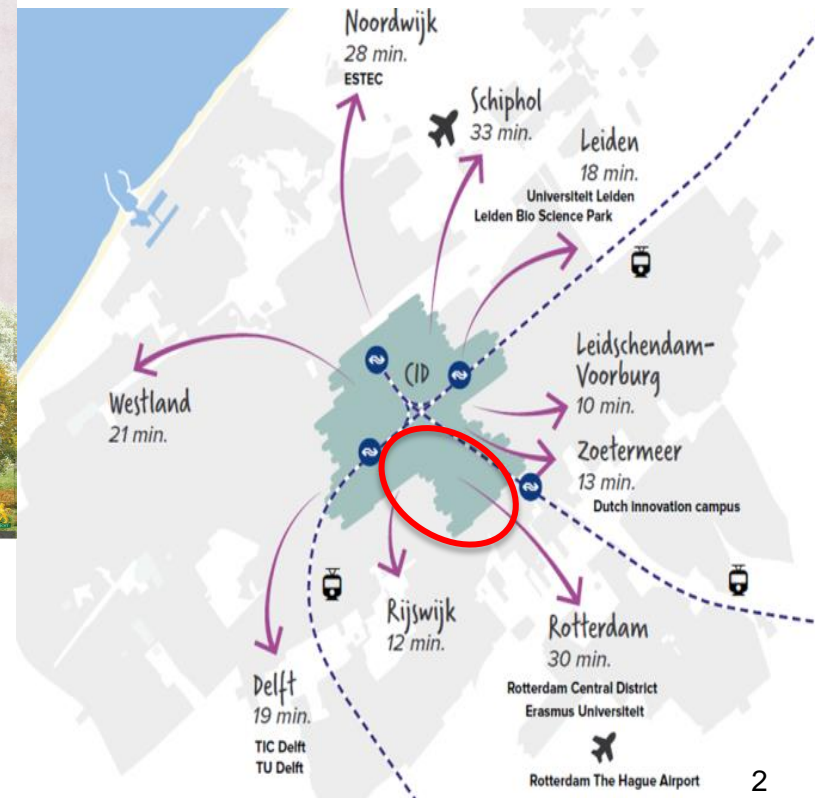 Noordwijk
28 min.
ESTEC
Schiphol
33 min.
Leiden
18 min.
Universiteit Leiden
Leiden Bio Science Park
CID
Leidschendam-
Voorburg
10 min.
Westland
21 min.
Zoetermeer
13 min.
Dutch innovation campus
Rijswijk
12 min.
Rotterdam
30 min.
Rotterdam Central District
Erasmus Universiteit
Delft
19 min.
TIC Delft
TU Delft
Rotterdam The Hague Airport
2